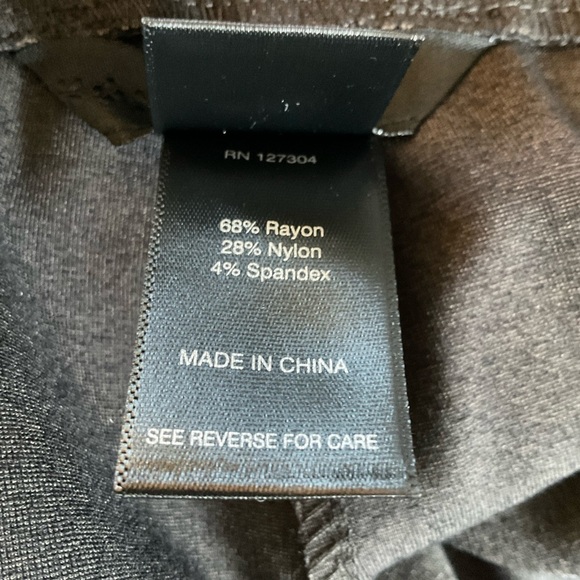 RN 127304
68% Rayon
28% Nylon
4% Spandex
MADE IN CHINA
SEE REVERSE FOR CARE